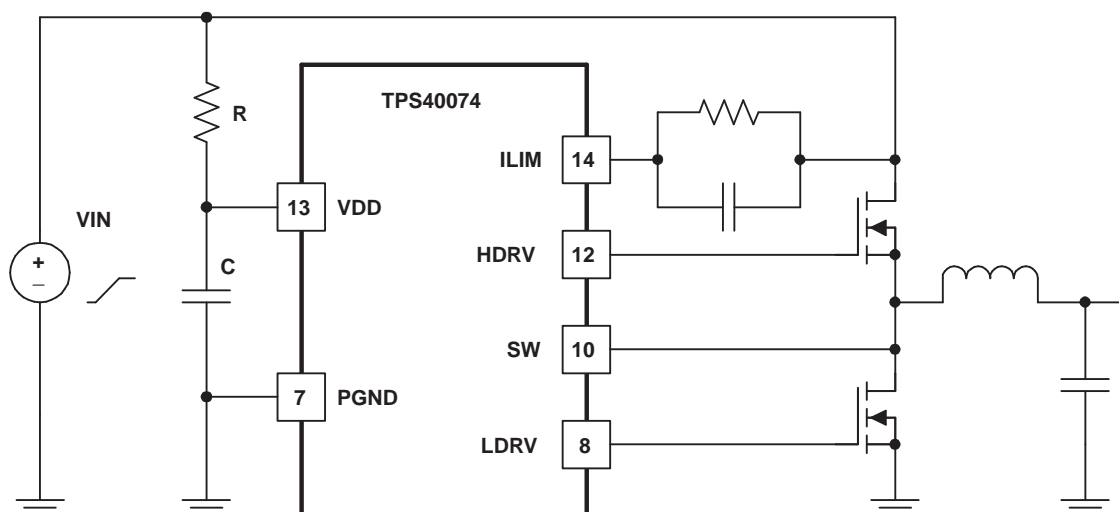 TPS40074
R
ILIM
14
13
VDD
VIN
HDRV
12
C
+
–
SW
10
7
PGND
LDRV
8